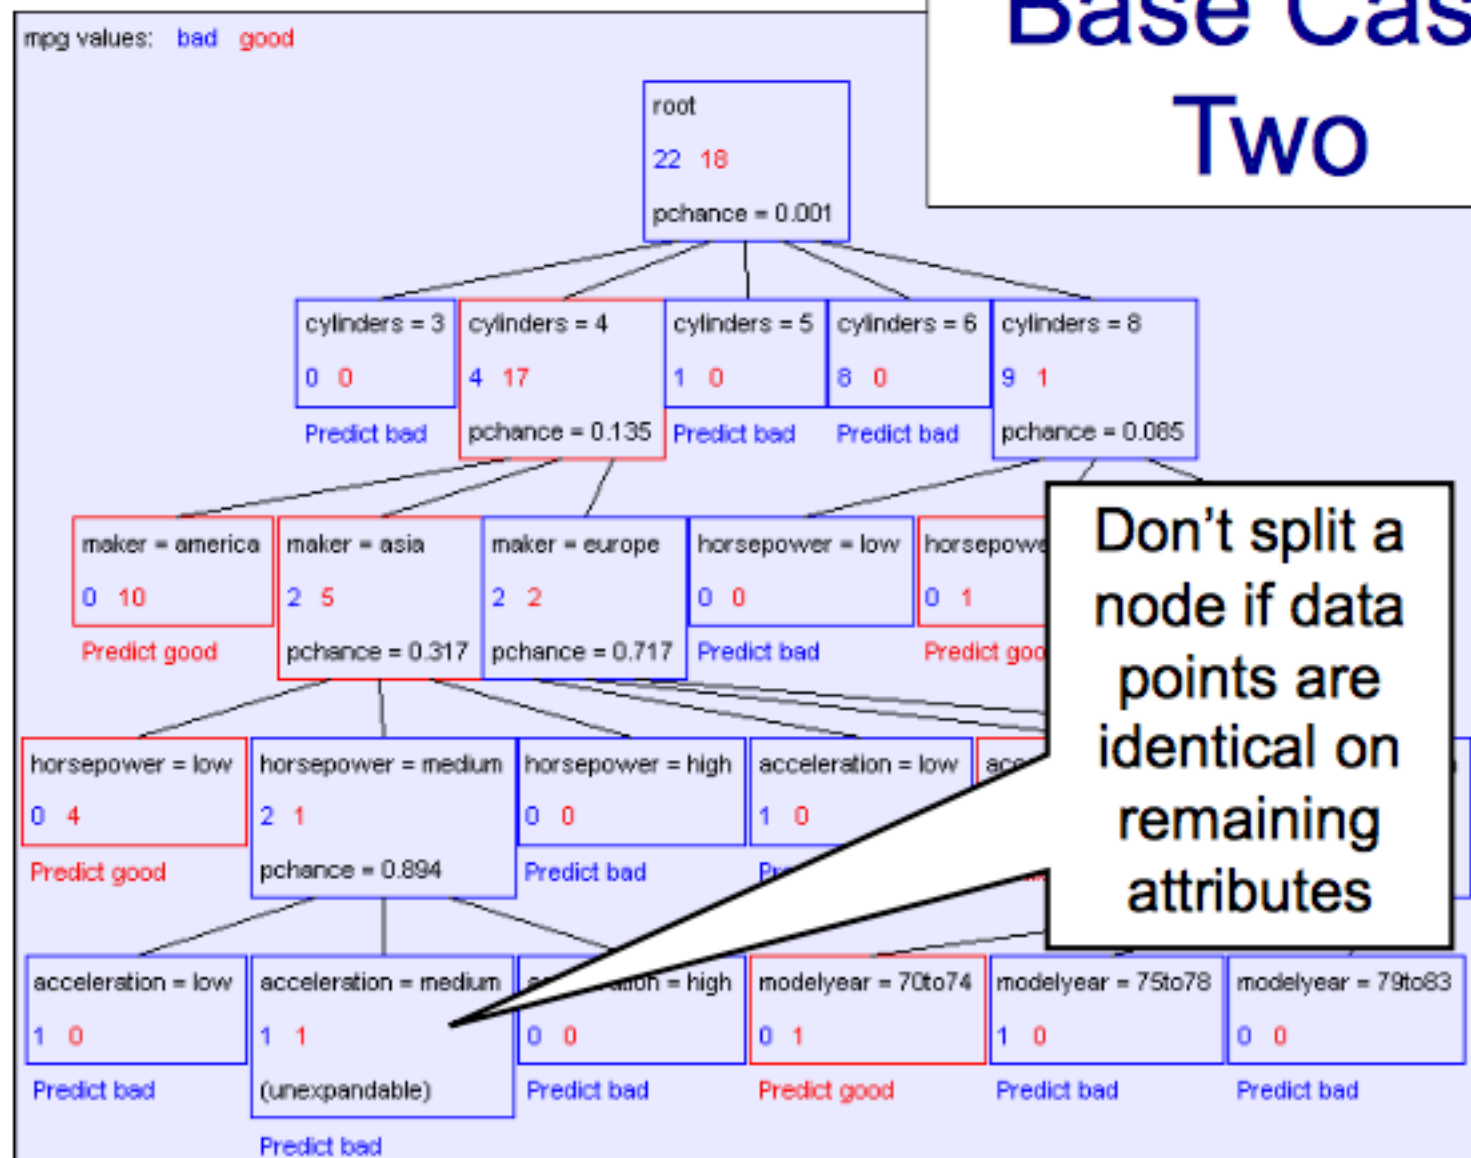 mpg values: bad good
Base Cas
Two
root
22 18
pchance = 0.001
cylinders = 3 cylinders = 4 cylinders = 5 cylinders = 6 cylinders = 8
0 0 4 17 1 0 8 0 9 1
Predict bad pchance = 0.135 Predict bad Predict bad pchance = 0.085
maker = america maker = asia maker = europe horsepower = low horsepowe
0 10 2 5 2 2 0 0 0 1
Predict good pchance = 0.317 pchance = 0.717 Predict bad Predict goo
Don't split a
node if data
points are
identical on
remaining
attributes
horsepower = low horsepower = medium horsepower = high acceleration = low acc
0 4 2 1 0 0 1 0
Predict good pchance = 0.894 Predict bad
acceleration = low acceleration = medium = high modelyear = 70to74 modelyear = 75to78 modelyear = 79to83
1 0 1 1 0 0 0 1 1 0 0 0
Predict bad (unexpandable) Predict bad Predict good Predict bad Predict bad
Predict bad